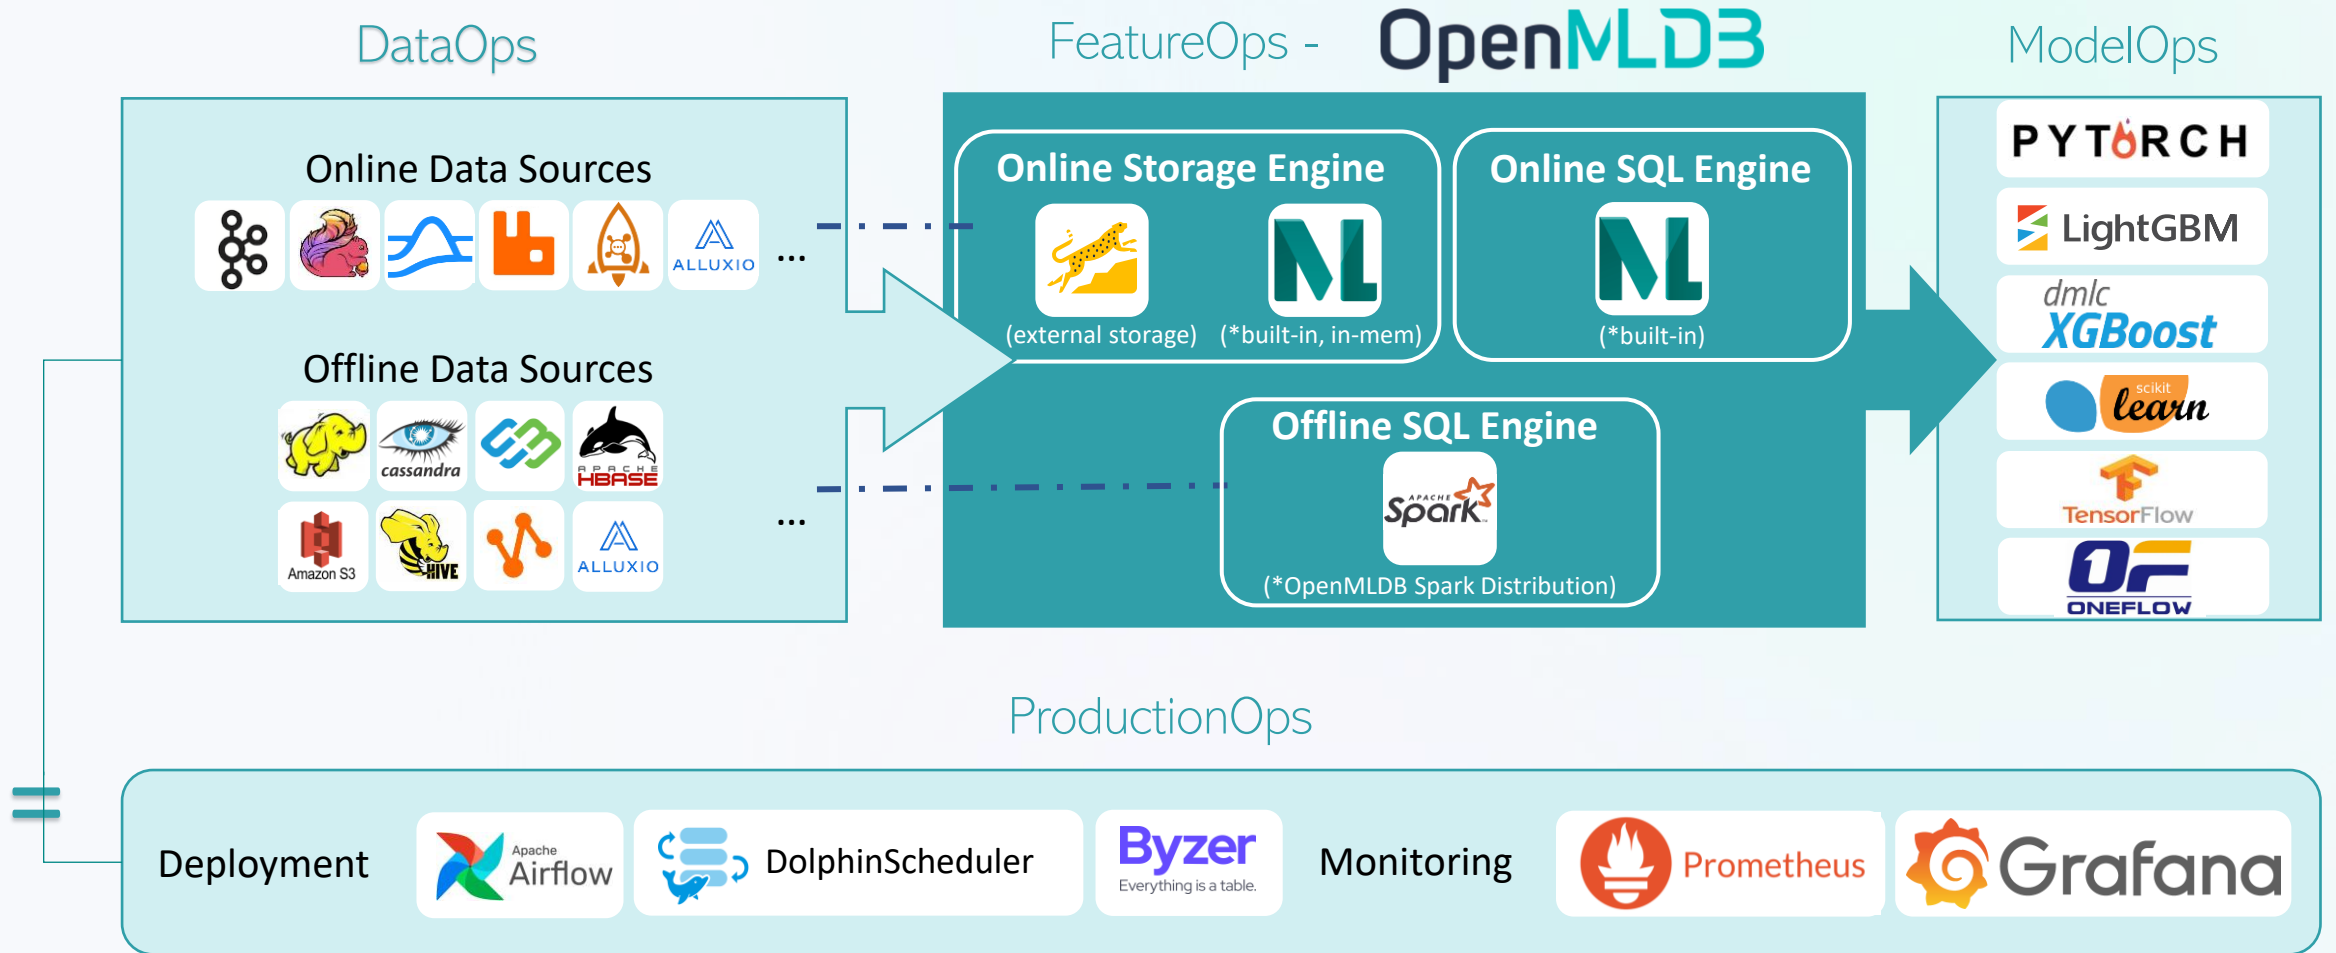 DataOps
FeatureOps - OpenMLDB
ModelOps
Online Data Sources
ALLUXIO
...
Offline Data Sources
cassandra
APACHE
HBASE
Amazon S3
HIVE
ALLUXIO
...
Online Storage Engine
(external storage)
(*built-in, in-mem)
Online SQL Engine
(*built-in)
Offline SQL Engine
APACHE
Spark
(*OpenMLDB Spark Distribution)
PYTORCH
LightGBM
dmlc
XGBoost
scikit
learn
TensorFlow
OF
ONEFLOW
ProductionOps
Deployment
Apache
Airflow
DolphinScheduler
Byzer
Everything is a table.
Monitoring
Prometheus
Grafana